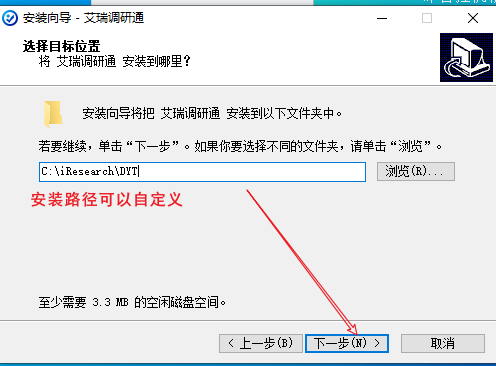 安装向导 - 艾瑞调研通
选择目标位置
将 艾瑞调研通 安装到哪里?
安装向导将把 艾瑞调研通 安装到以下文件夹中。
若要继续，单击“下一步”。如果你要选择不同的文件夹，请单击“浏览”。
C:\iResearch\DYT
浏览(R)...
安装路径可以自定义
至少需要 3.3 MB 的空闲磁盘空间。
< 上一步(B)
下一步(N) >
取消